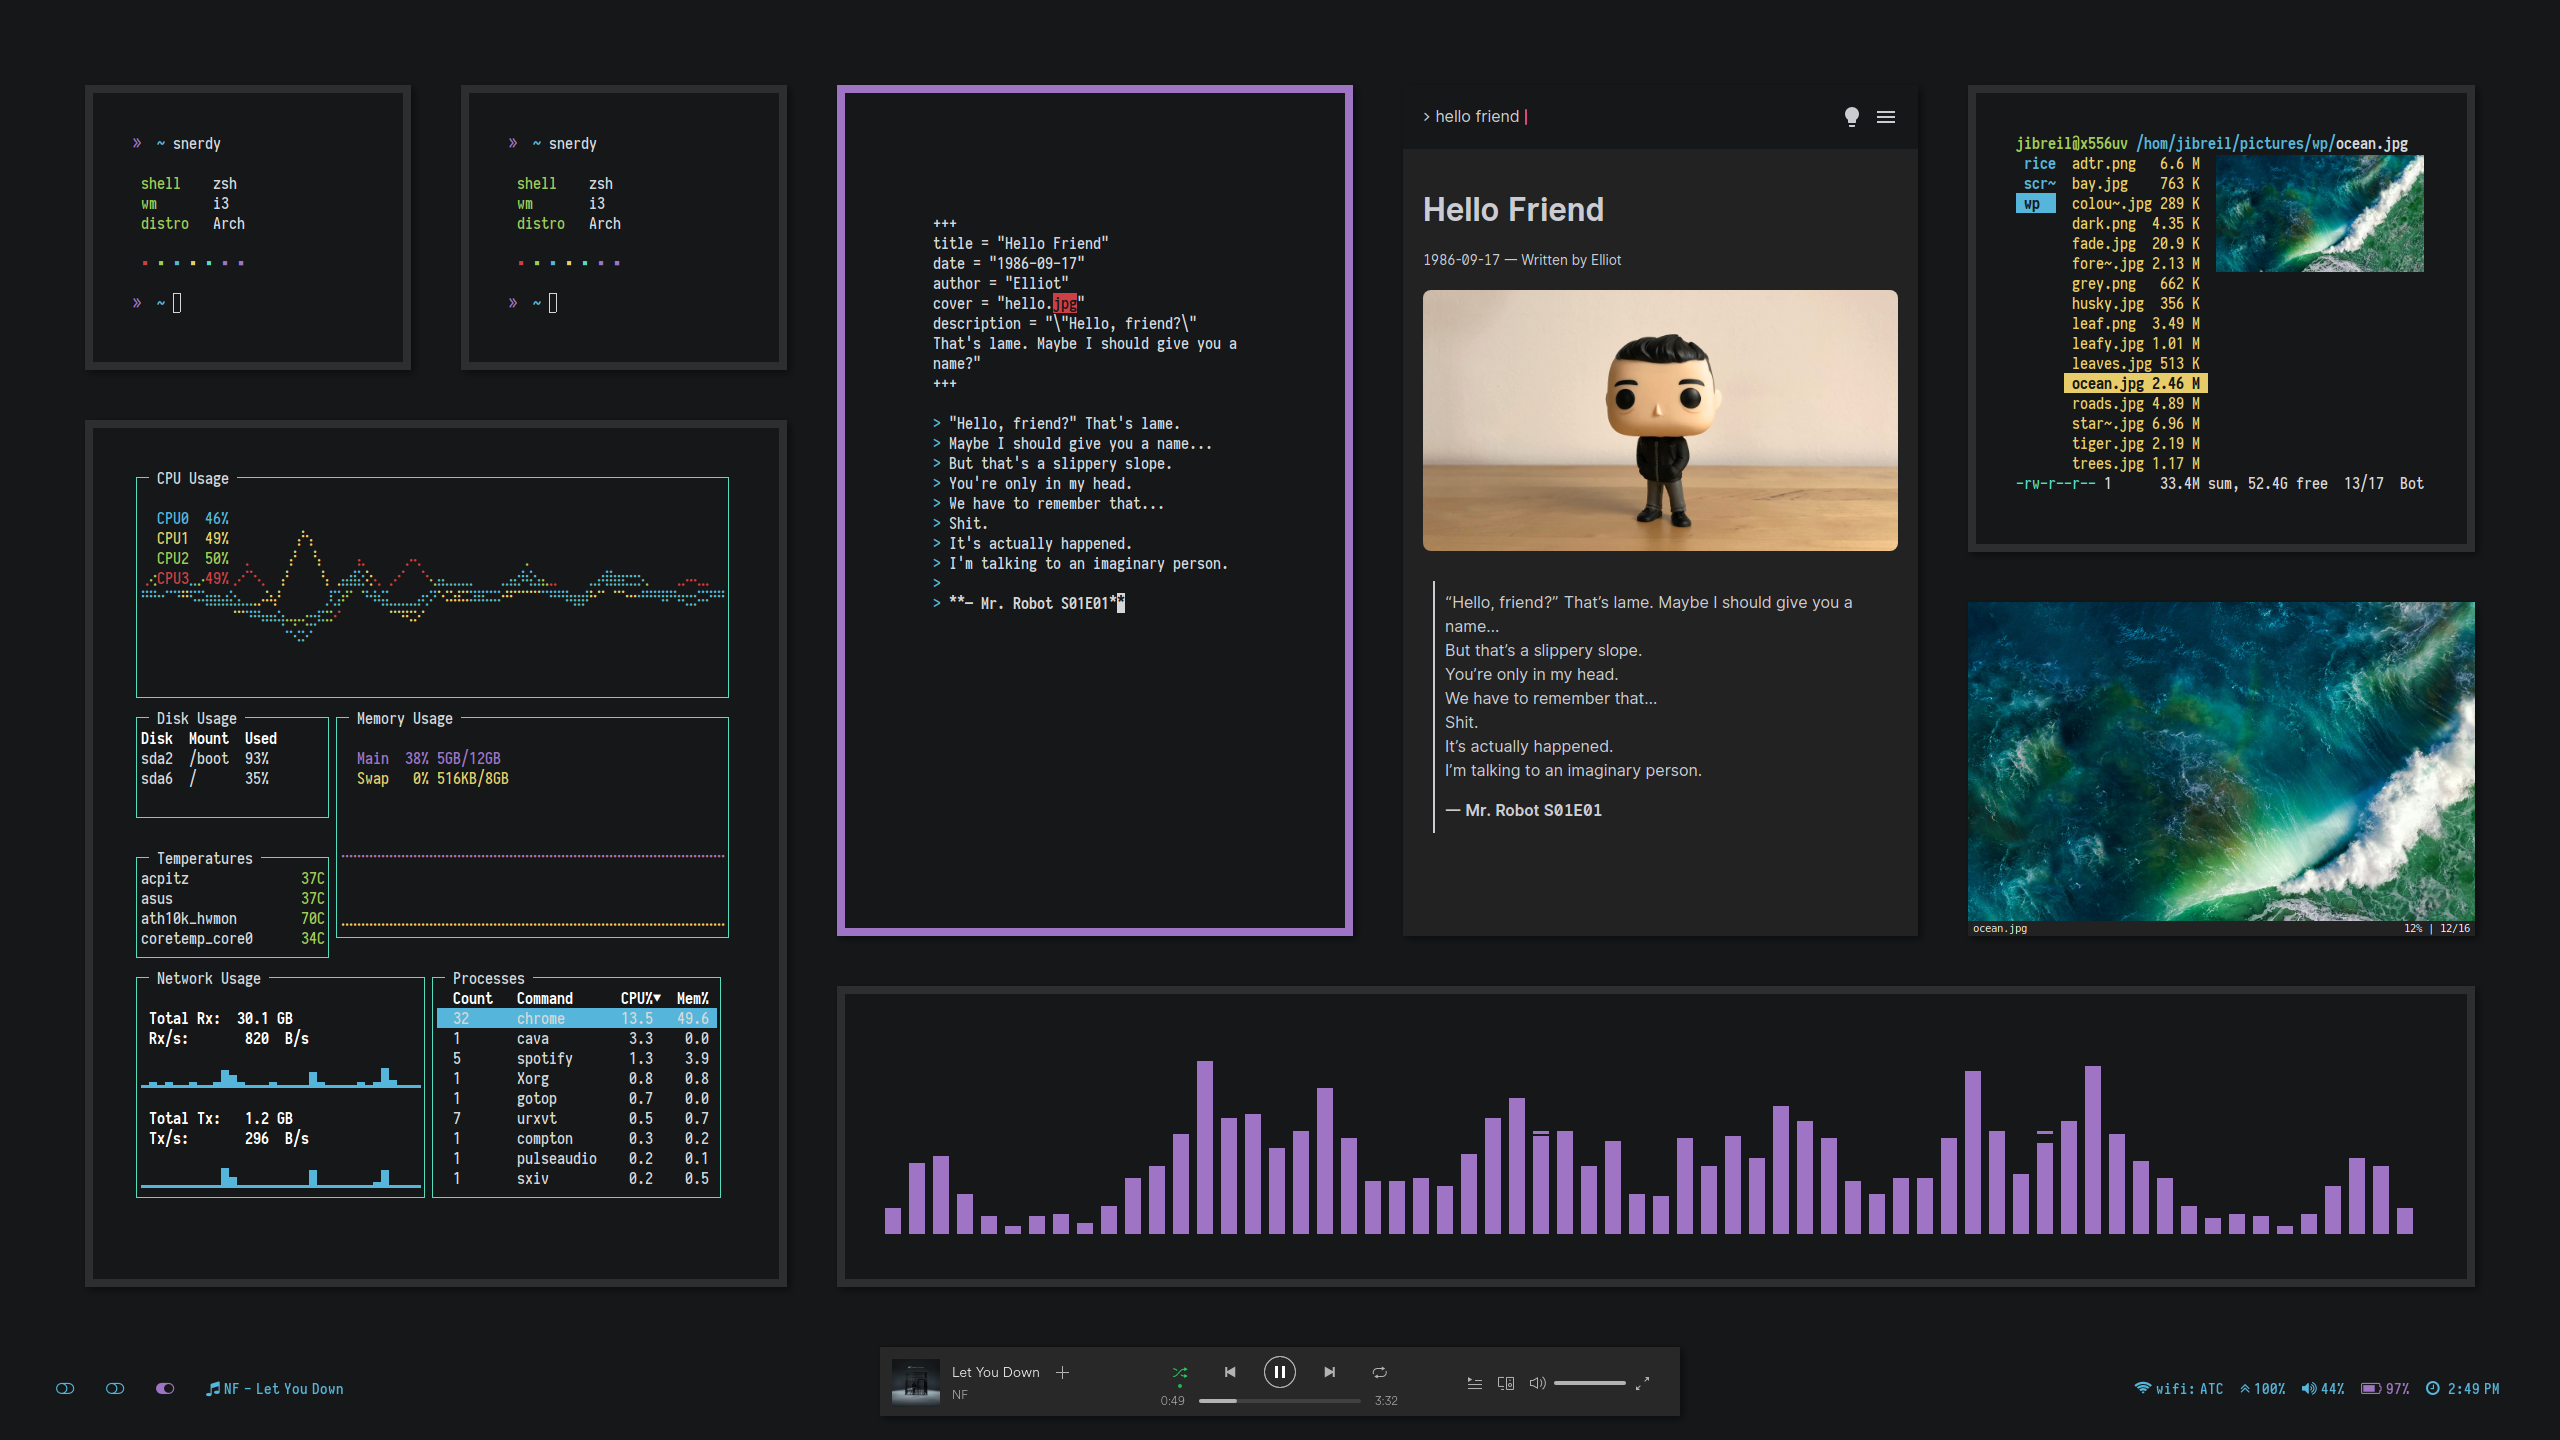 » ~ snerdy
shell zsh
wm i3
distro Arch
» ~
» ~ snerdy
shell zsh
wm i3
distro Arch
» ~
CPU Usage
CPU0 46%
CPU1 49%
CPU2 50%
CPU3 49%
Disk Usage
Disk Mount Used
sda2 /boot 93%
sda6 / 35%
Memory Usage
Main 38% 5GB/12GB
Swap 0% 516KB/8GB
Temperatures
acpitz 37C
asus 37C
ath10k_hwmon 70C
coretemp_core0 34C
Network Usage
Total Rx: 30.1 GB
Rx/s: 820 B/s
Total Tx: 1.2 GB
Tx/s: 296 B/s
Processes
Count Command CPU%▼ Mem%
32 chrome 13.5 49.6
1 cava 3.3 0.0
5 spotify 1.3 3.9
1 Xorg 0.8 0.8
1 gotop 0.7 0.0
7 urxvt 0.5 0.7
1 compton 0.3 0.2
1 pulseaudio 0.2 0.1
1 sxiv 0.2 0.5
+++
title = "Hello Friend"
date = "1986-09-17"
author = "Elliot"
cover = "hello.jpg"
description = "\"Hello, friend?\"
That's lame. Maybe I should give you a
name?"
+++
> "Hello, friend?" That's lame.
> Maybe I should give you a name...
> But that's a slippery slope.
> You're only in my head.
> We have to remember that...
> Shit.
> It's actually happened.
> I'm talking to an imaginary person.
>
> **— Mr. Robot S01E01**
> hello friend
Hello Friend
1986-09-17 — Written by Elliot
“Hello, friend?” That’s lame. Maybe I should give you a
name…
But that’s a slippery slope.
You’re only in my head.
We have to remember that…
Shit.
It’s actually happened.
I’m talking to an imaginary person.
— Mr. Robot S01E01
jibreil@x556uv /hom/jibreil/pictures/wp/ocean.jpg
rice adtr.png 6.6 M
scr~ bay.jpg 763 K
wp colou~.jpg 289 K
dark.png 4.35 K
fade.jpg 20.9 K
fore~.jpg 2.13 M
grey.png 662 K
husky.jpg 356 K
leaf.png 3.49 M
leafy.jpg 1.01 M
leaves.jpg 513 K
ocean.jpg 2.46 M
roads.jpg 4.89 M
star~.jpg 6.96 M
tiger.jpg 2.19 M
trees.jpg 1.17 M
-rw-r--r-- 1 33.4M sum, 52.4G free 13/17 Bot
ocean.jpg 12% | 12/16
NF - Let You Down
Let You Down
NF
0:49 3:32
wifi: ATC 100% 44% 97% 2:49 PM